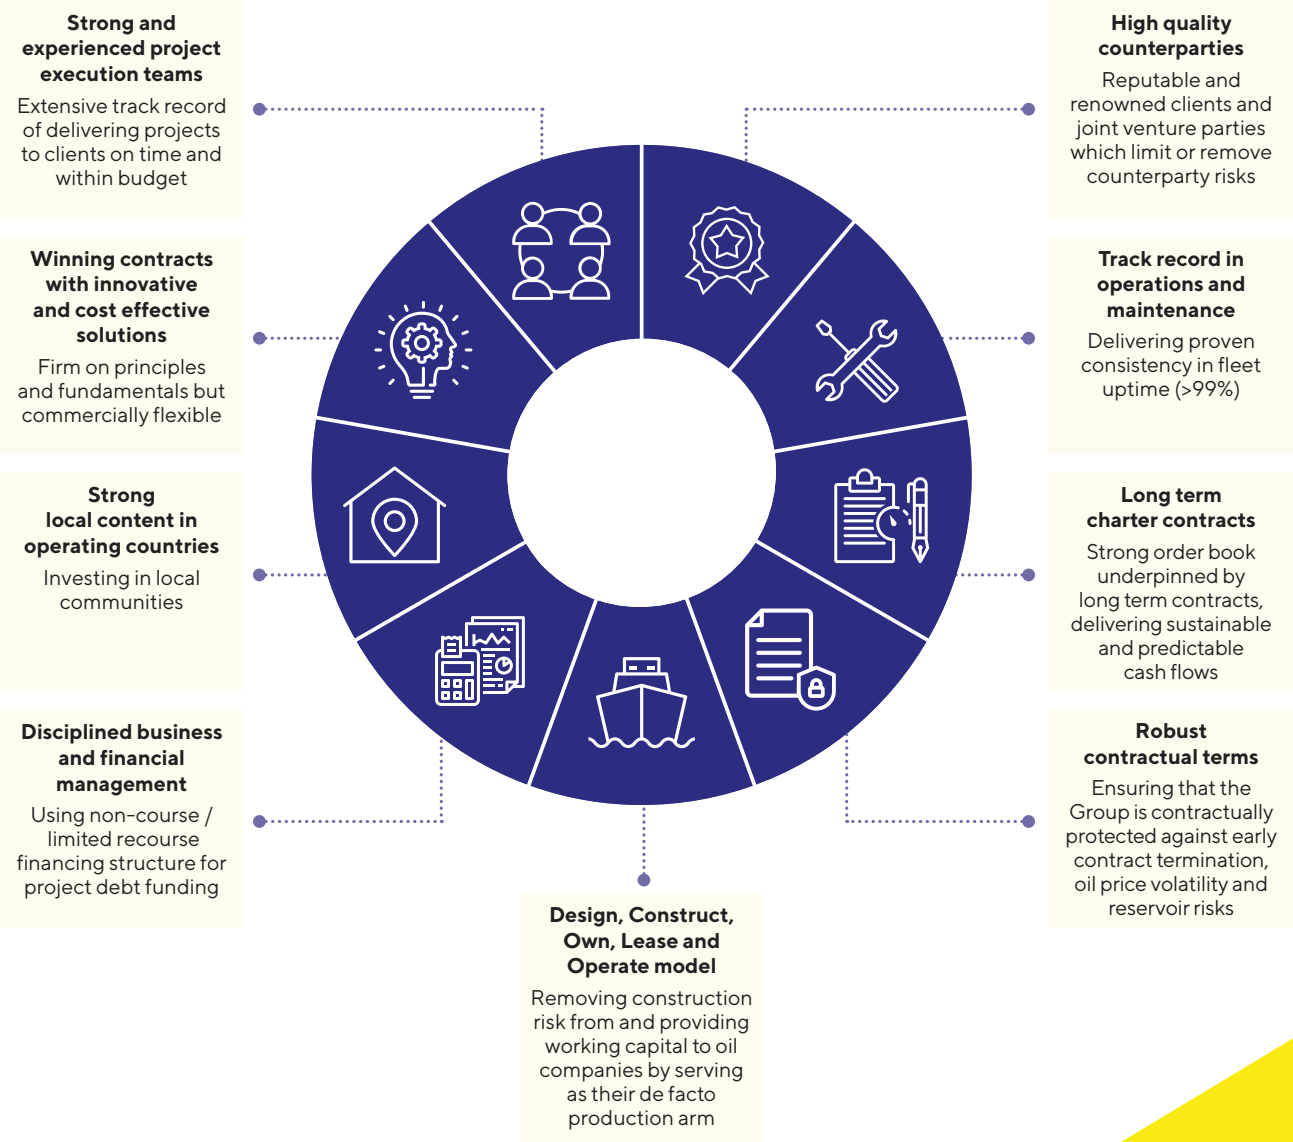 Strong and
experienced project
execution teams
Extensive track record
of delivering projects
to clients on time and
within budget
Winning contracts
with innovative
and cost effective
solutions
Firm on principles
and fundamentals but
commercially flexible
Strong
local content in
operating countries
Investing in local
communities
Disciplined business
and financial
management
Using non-course /
limited recourse
financing structure for
project debt funding
Design, Construct,
Own, Lease and
Operate model
Removing construction
risk from and providing
working capital to oil
companies by serving
as their de facto
production arm
High quality
counterparties
Reputable and
renowned clients and
joint venture parties
which limit or remove
counterparty risks
Track record in
operations and
maintenance
Delivering proven
consistency in fleet
uptime (>99%)
Long term
charter contracts
Strong order book
underpinned by
long term contracts,
delivering sustainable
and predictable
cash flows
Robust
contractual terms
Ensuring that the
Group is contractually
protected against early
contract termination,
oil price volatility and
reservoir risks